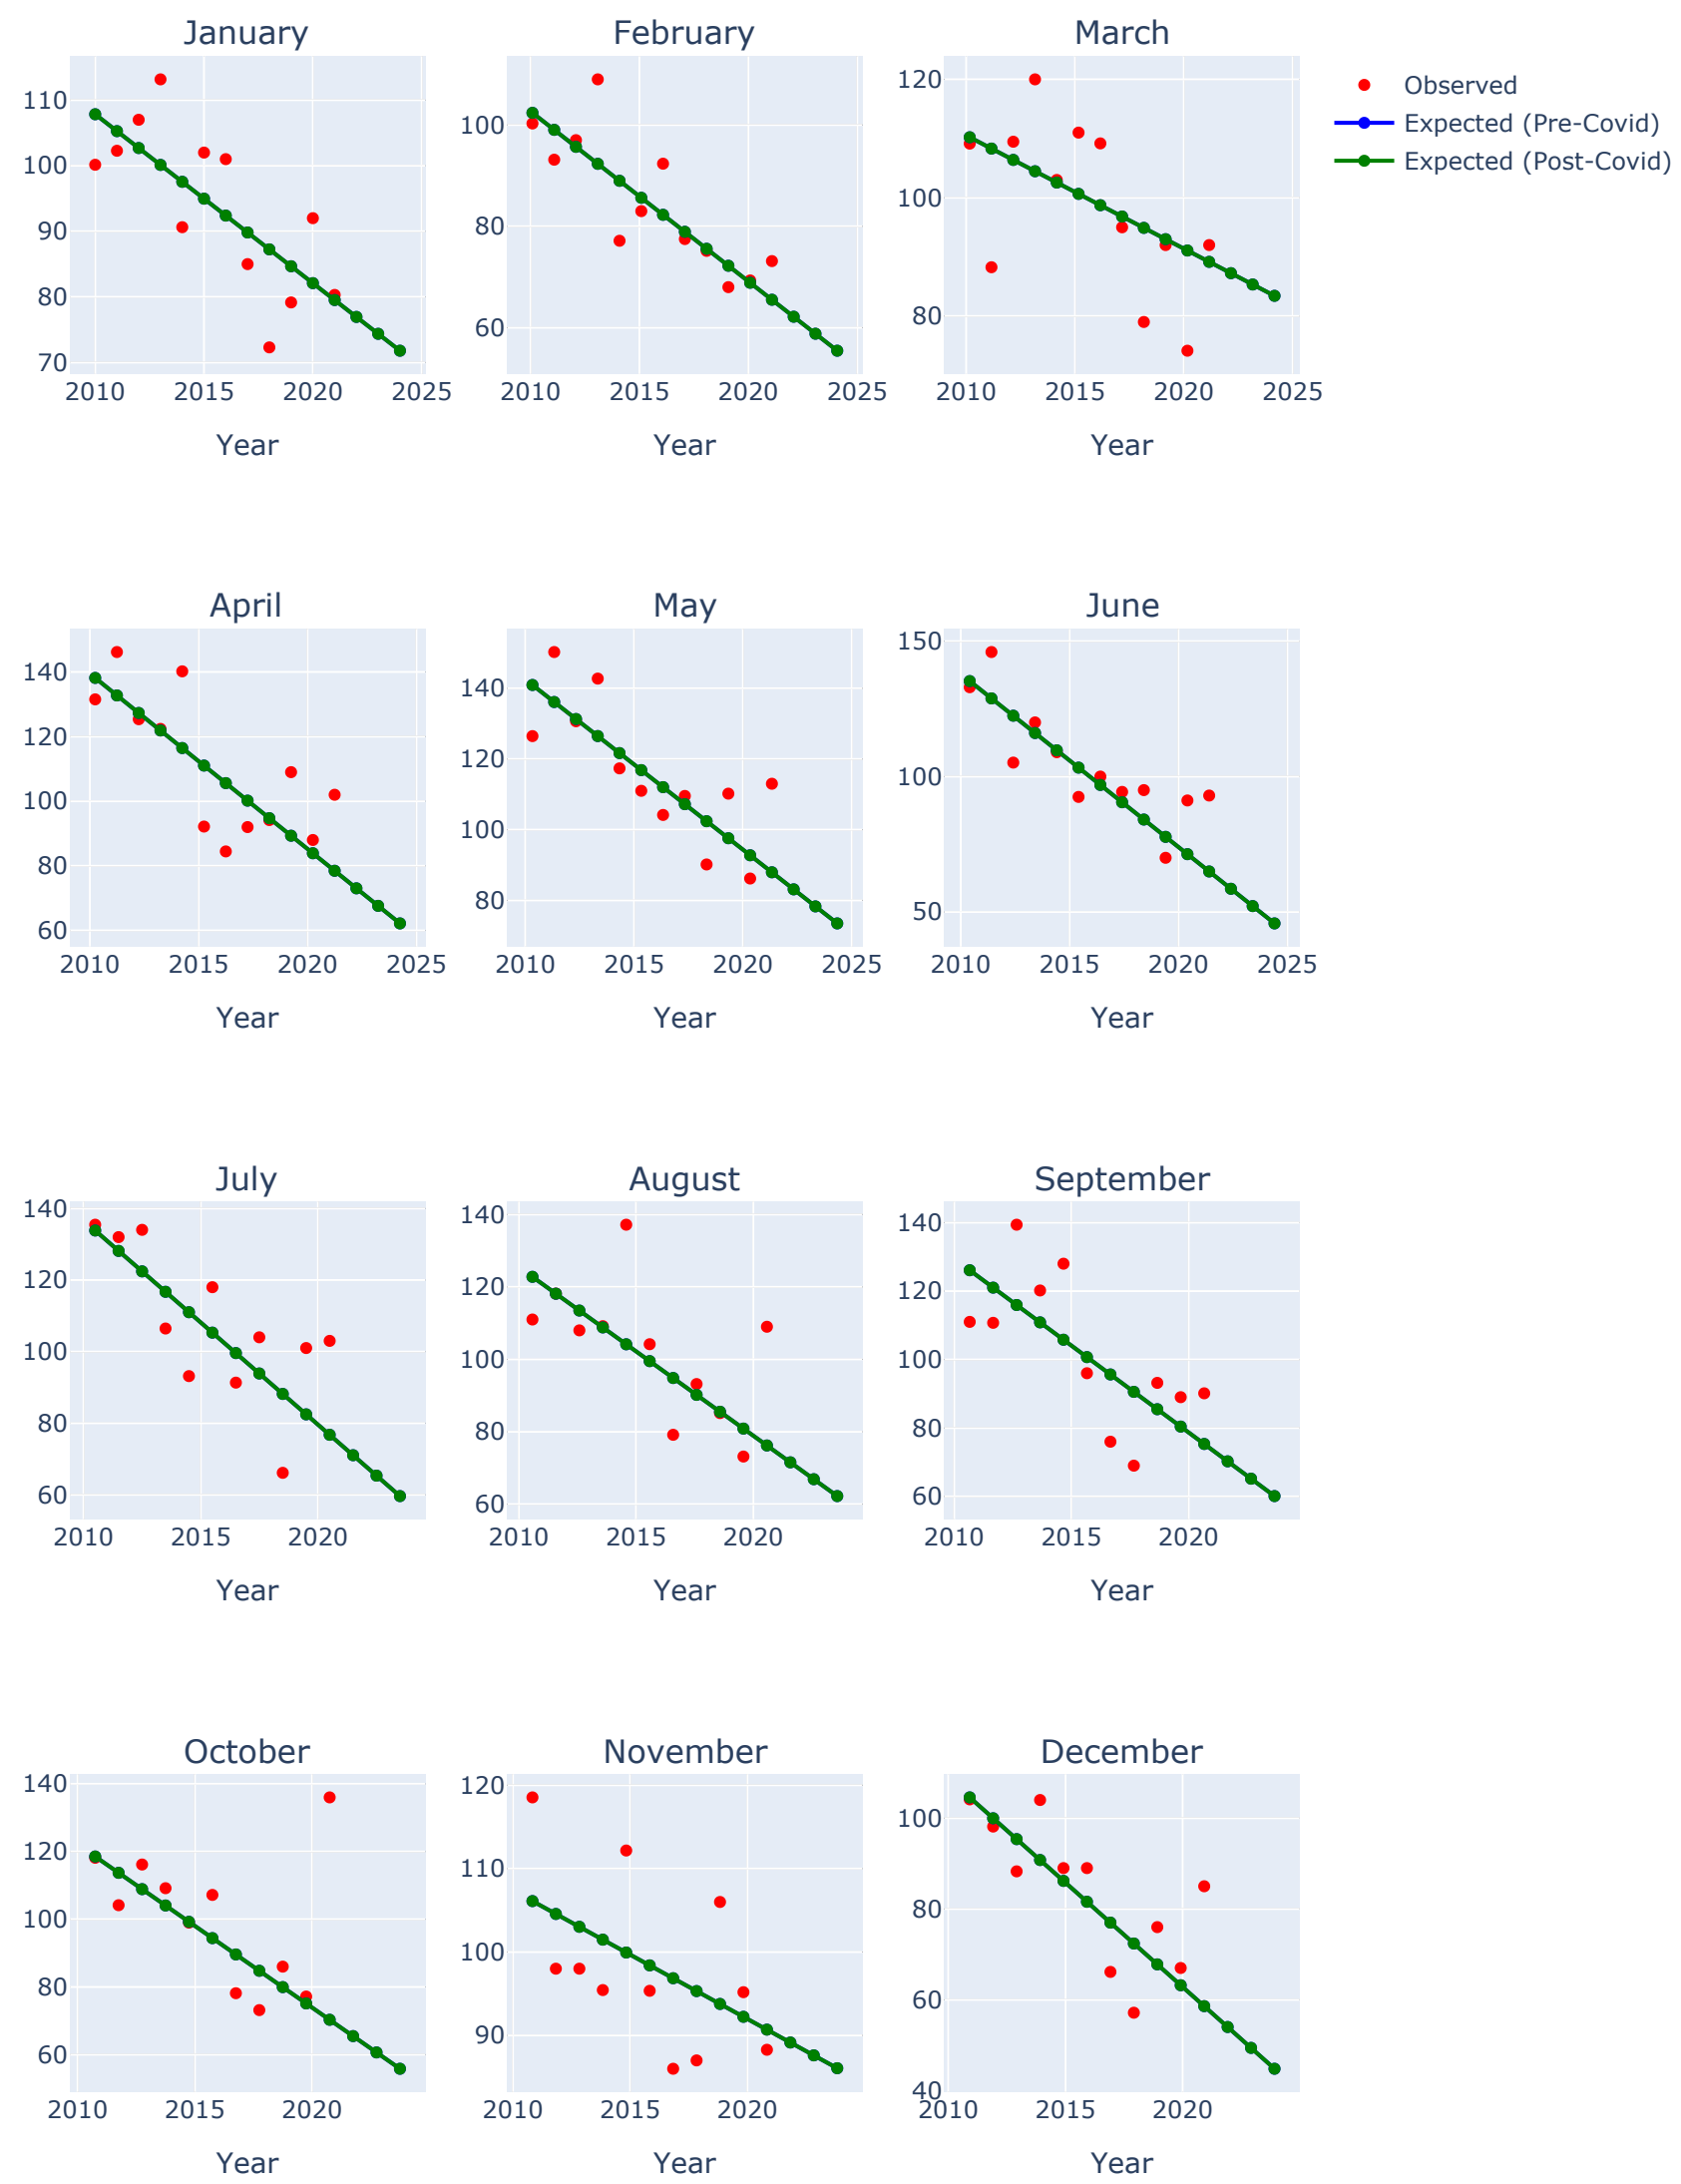 January February March
110
100
90
80
70
2010 2015 2020 2025
Year
100
80
60
2010 2015 2020 2025
Year
120
100
80
2010 2015 2020 2025
Year
Observed
Expected (Pre-Covid)
Expected (Post-Covid)
April May June
140
120
100
80
60
2010 2015 2020 2025
Year
140
120
100
80
2010 2015 2020 2025
Year
150
100
50
2010 2015 2020 2025
Year
July August September
140
120
100
80
60
2010 2015 2020
Year
140
120
100
80
60
2010 2015 2020
Year
140
120
100
80
60
2010 2015 2020
Year
October November December
140
120
100
80
60
2010 2015 2020
Year
120
110
100
90
2010 2015 2020
Year
100
80
60
40
2010 2015 2020
Year